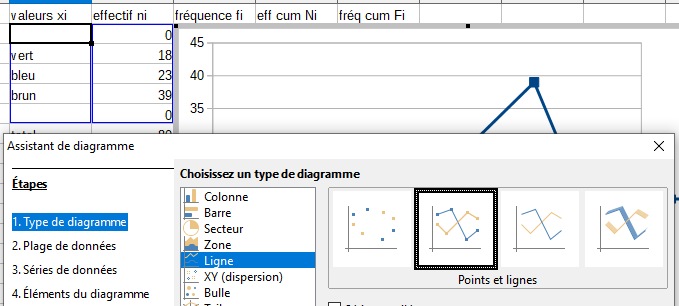 valeurs xi effectif ni fréquence fi eff cum Ni fréq cum Fi
0
vert 18
bleu 23
brun 39
0
total 80
45
40
35
Assistant de diagramme
Étapes
1. Type de diagramme
2. Plage de données
3. Séries de données
4. Éléments du diagramme
Choisissez un type de diagramme
Colonne
Barre
Secteur
Zone
Ligne
XY (dispersion)
Bulle
Points et lignes